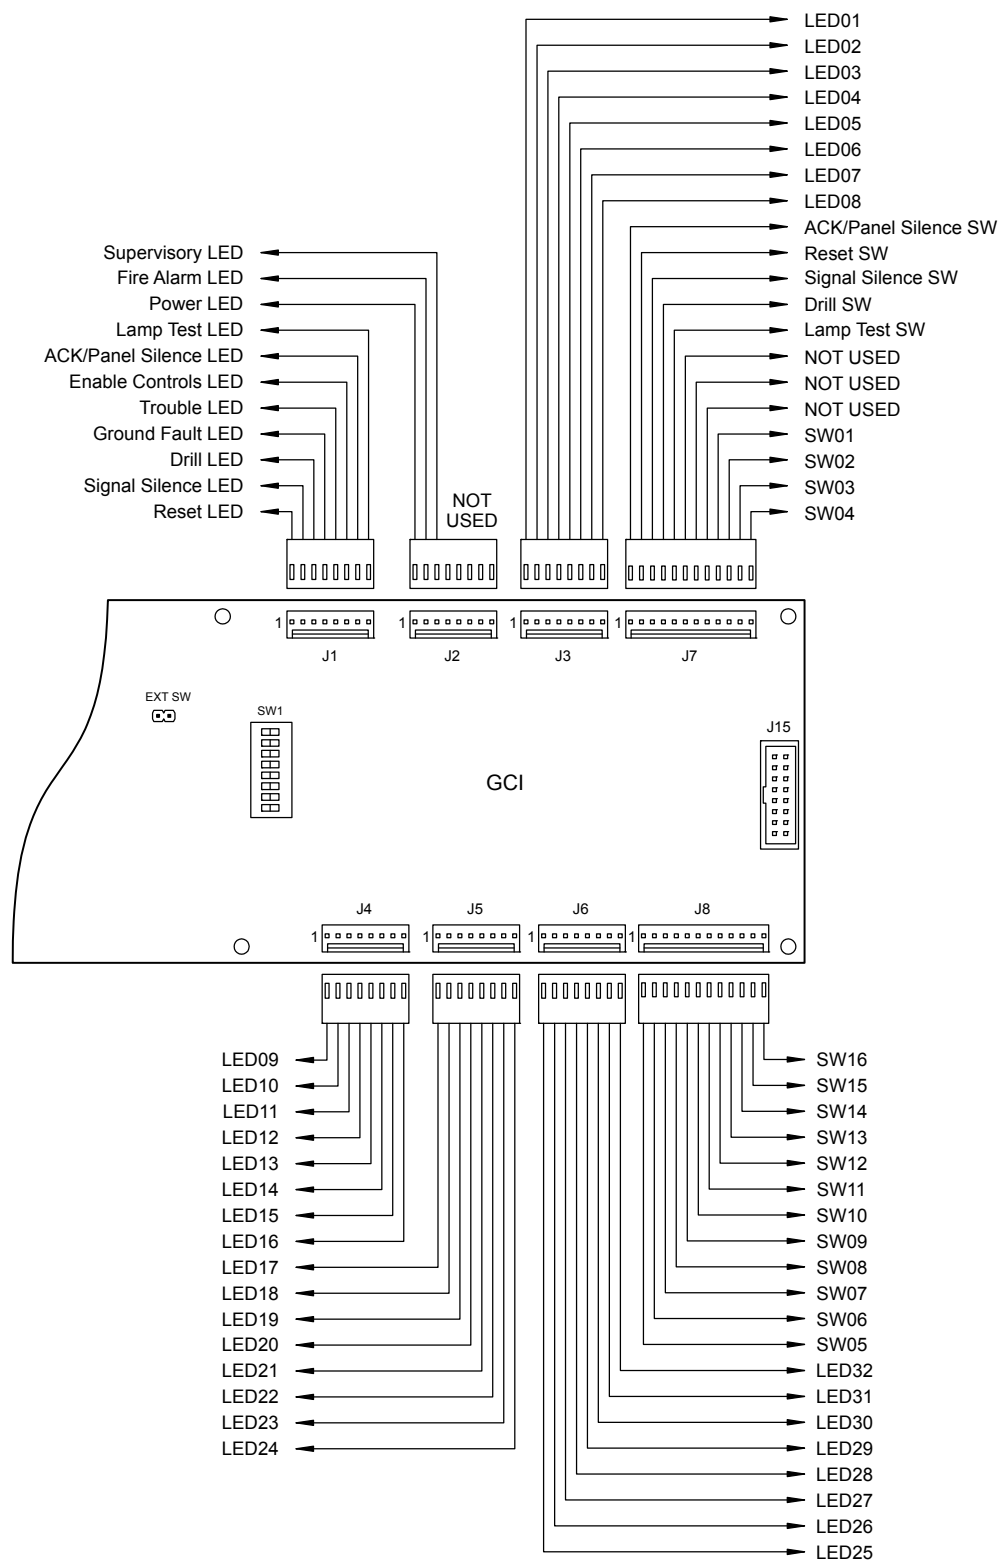 LED01
LED02
LED03
LED04
LED05
LED06
LED07
LED08
ACK/Panel Silence SW
Reset SW
Signal Silence SW
Drill SW
Lamp Test SW
NOT USED
NOT USED
NOT USED
SW01
SW02
SW03
SW04
Supervisory LED
Fire Alarm LED
Power LED
Lamp Test LED
ACK/Panel Silence LED
Enable Controls LED
Trouble LED
Ground Fault LED
Drill LED
Signal Silence LED
Reset LED
NOT
USED
1
1
1
1
J1
J2
J3
J7
EXT SW
SW1
J15
GCI
J4
J5
J6
J8
1
1
1
1
LED09
LED10
LED11
LED12
LED13
LED14
LED15
LED16
LED17
LED18
LED19
LED20
LED21
LED22
LED23
LED24
SW16
SW15
SW14
SW13
SW12
SW11
SW10
SW09
SW08
SW07
SW06
SW05
LED32
LED31
LED30
LED29
LED28
LED27
LED26
LED25